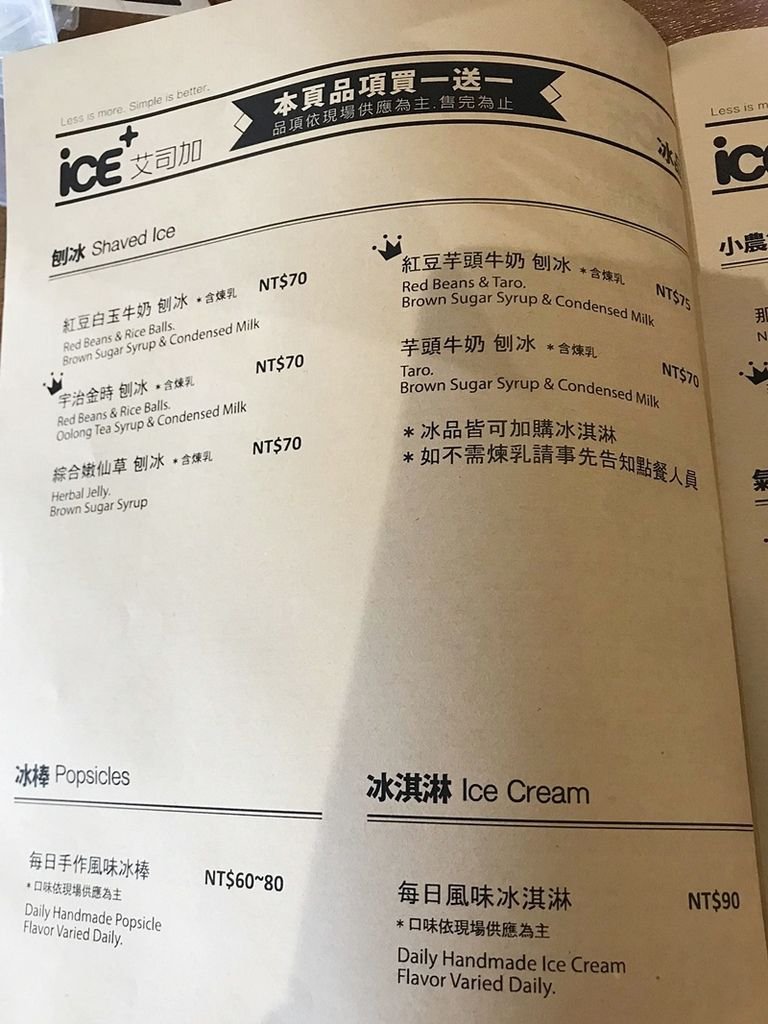 Less is more. Simple is better.
本頁品項買一送一
品項依現場供應為主.售完為止
iCE+ 艾司加
冰
刨冰 Shaved Ice
紅豆白玉牛奶 刨冰 *含煉乳 NT$70
Red Beans & Rice Balls.
Brown Sugar Syrup & Condensed Milk
宇治金時 刨冰 *含煉乳 NT$70
Red Beans & Rice Balls.
Oolong Tea Syrup & Condensed Milk
綜合嫩仙草 刨冰 *含煉乳 NT$70
Herbal Jelly.
Brown Sugar Syrup
紅豆芋頭牛奶 刨冰 *含煉乳 NT$75
Red Beans & Taro.
Brown Sugar Syrup & Condensed Milk
芋頭牛奶 刨冰 *含煉乳 NT$70
Taro.
Brown Sugar Syrup & Condensed Milk
*冰品皆可加購冰淇淋
*如不需煉乳請事先告知點餐人員
冰棒 Popsicles
每日手作風味冰棒 NT$60~80
*口味依現場供應為主
Daily Handmade Popsicle
Flavor Varied Daily.
冰淇淋 Ice Cream
每日風味冰淇淋 NT$90
*口味依現場供應為主
Daily Handmade Ice Cream
Flavor Varied Daily.
Less is m
iC
小農
那
N